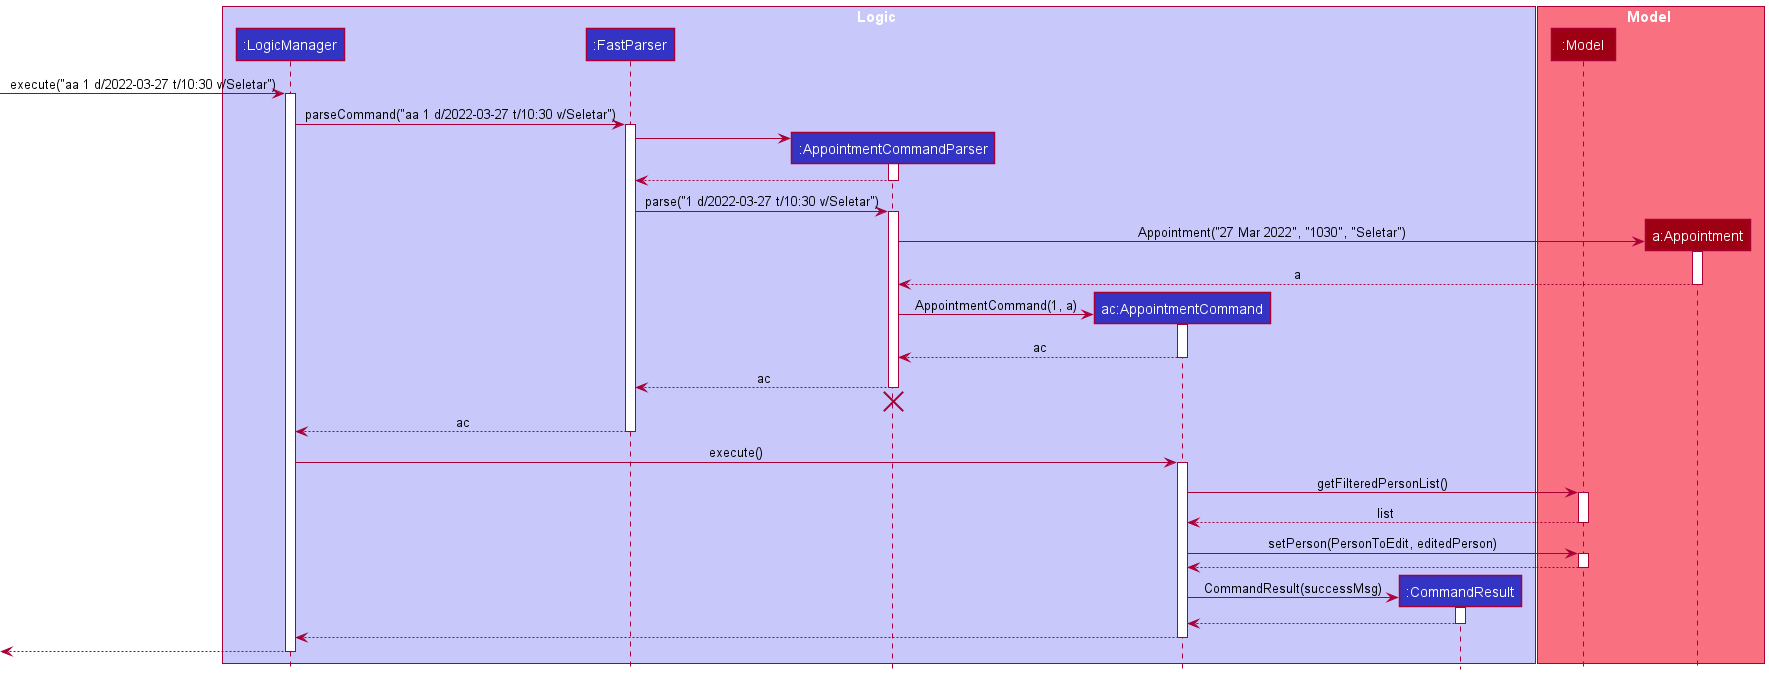 Logic
Model
:LogicManager
:FastParser
:Model
execute("aa 1 d/2022-03-27 t/10:30 v/Seletar")
parseCommand("aa 1 d/2022-03-27 t/10:30 v/Seletar")
:AppointmentCommandParser
parse("1 d/2022-03-27 t/10:30 v/Seletar")
Appointment("27 Mar 2022", "1030", "Seletar")
a:Appointment
a
AppointmentCommand(1, a)
ac:AppointmentCommand
ac
ac
ac
execute()
getFilteredPersonList()
list
setPerson(PersonToEdit, editedPerson)
CommandResult(successMsg)
:CommandResult